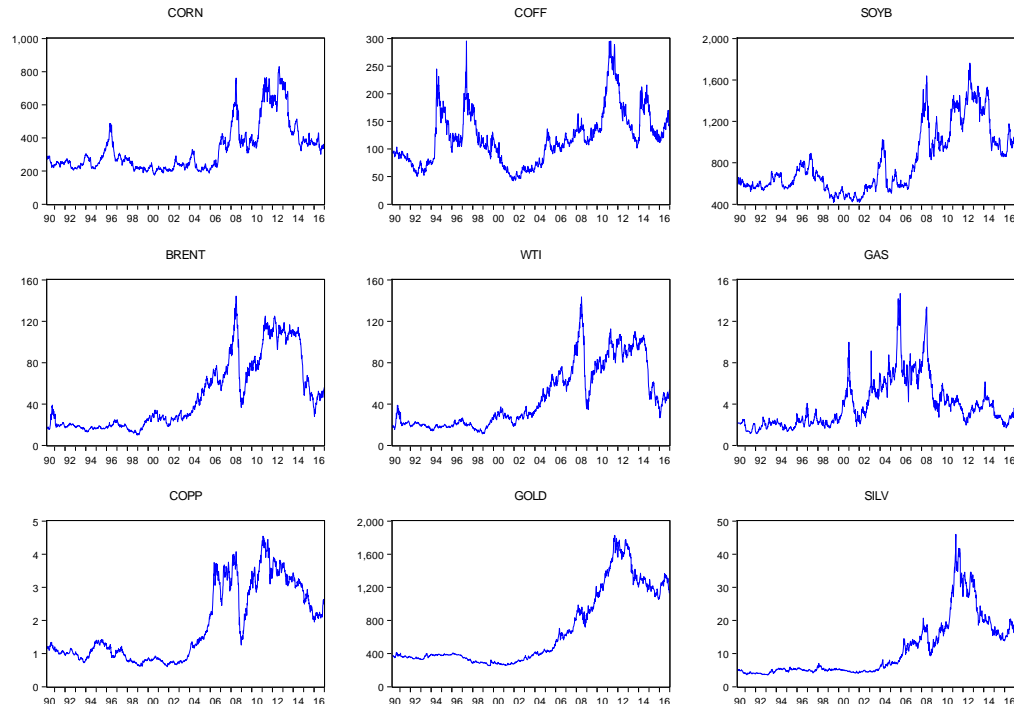 CORN COFF SOYB
1,000 300 2,000
800 250 1,600
600 200 1,200
400 150 800
200 100 400
0 50
0
90 92 94 96 98 00 02 04 06 08 10 12 14 16 90 92 94 96 98 00 02 04 06 08 10 12 14 16 90 92 94 96 98 00 02 04 06 08 10 12 14 16
BRENT WTI GAS
160 160 16
120 120 12
80 80 8
40 40 4
0 0 0
90 92 94 96 98 00 02 04 06 08 10 12 14 16 90 92 94 96 98 00 02 04 06 08 10 12 14 16 90 92 94 96 98 00 02 04 06 08 10 12 14 16
COPP GOLD SILV
5 2,000 50
4 1,600 40
3 1,200 30
2 800 20
1 400 10
0 0 0
90 92 94 96 98 00 02 04 06 08 10 12 14 16 90 92 94 96 98 00 02 04 06 08 10 12 14 16 90 92 94 96 98 00 02 04 06 08 10 12 14 16